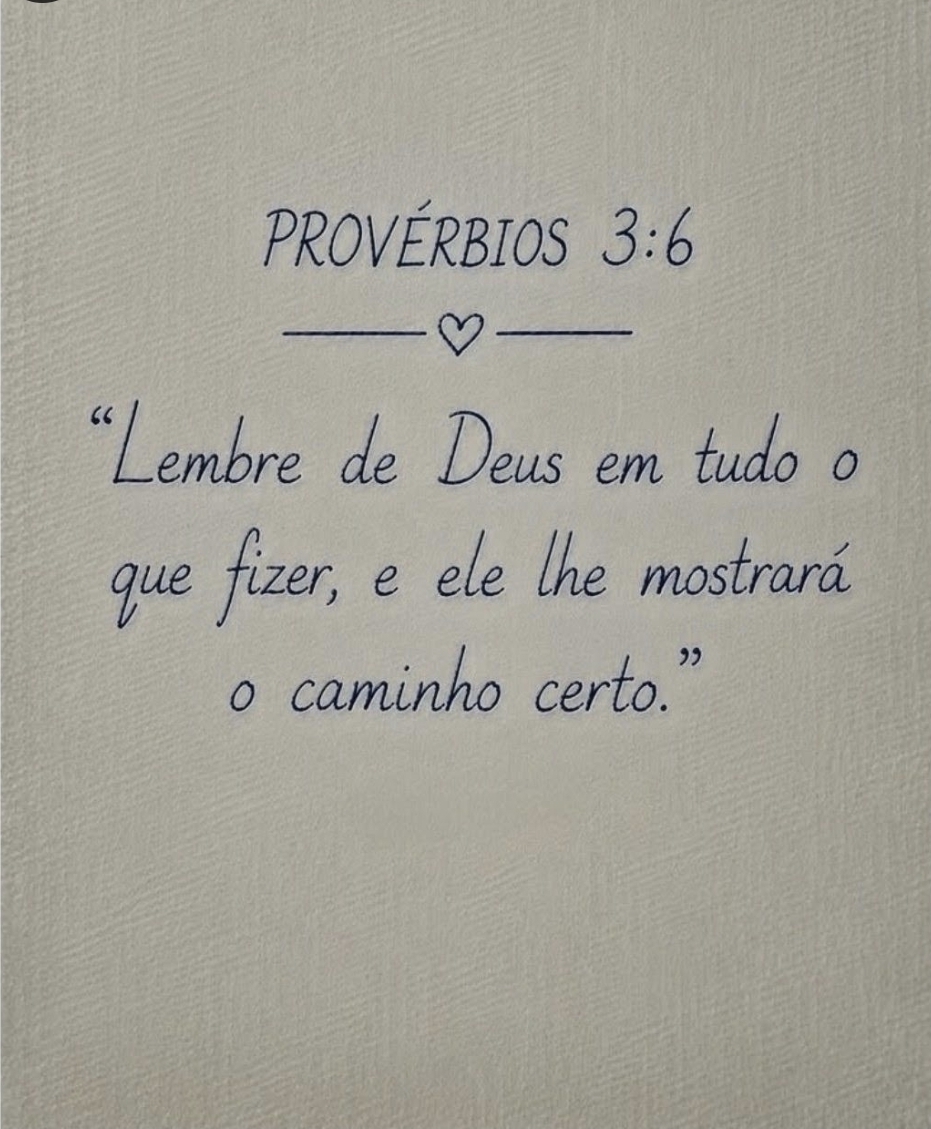 PROVÉRBIOS 3:6
“Lembre de Deus em tudo o
que fizer, e ele lhe mostrará
o caminho certo.”